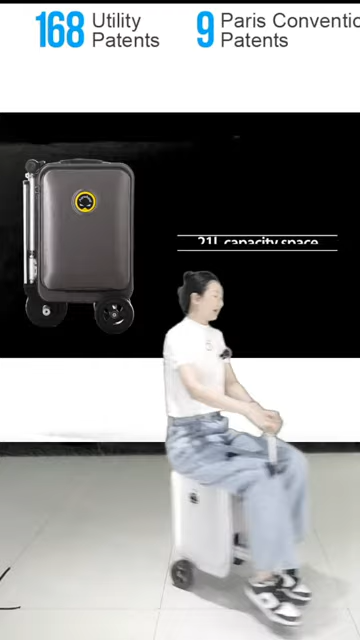 168 Utility
Patents
9 Paris Conventio
Patents
21L capacity space